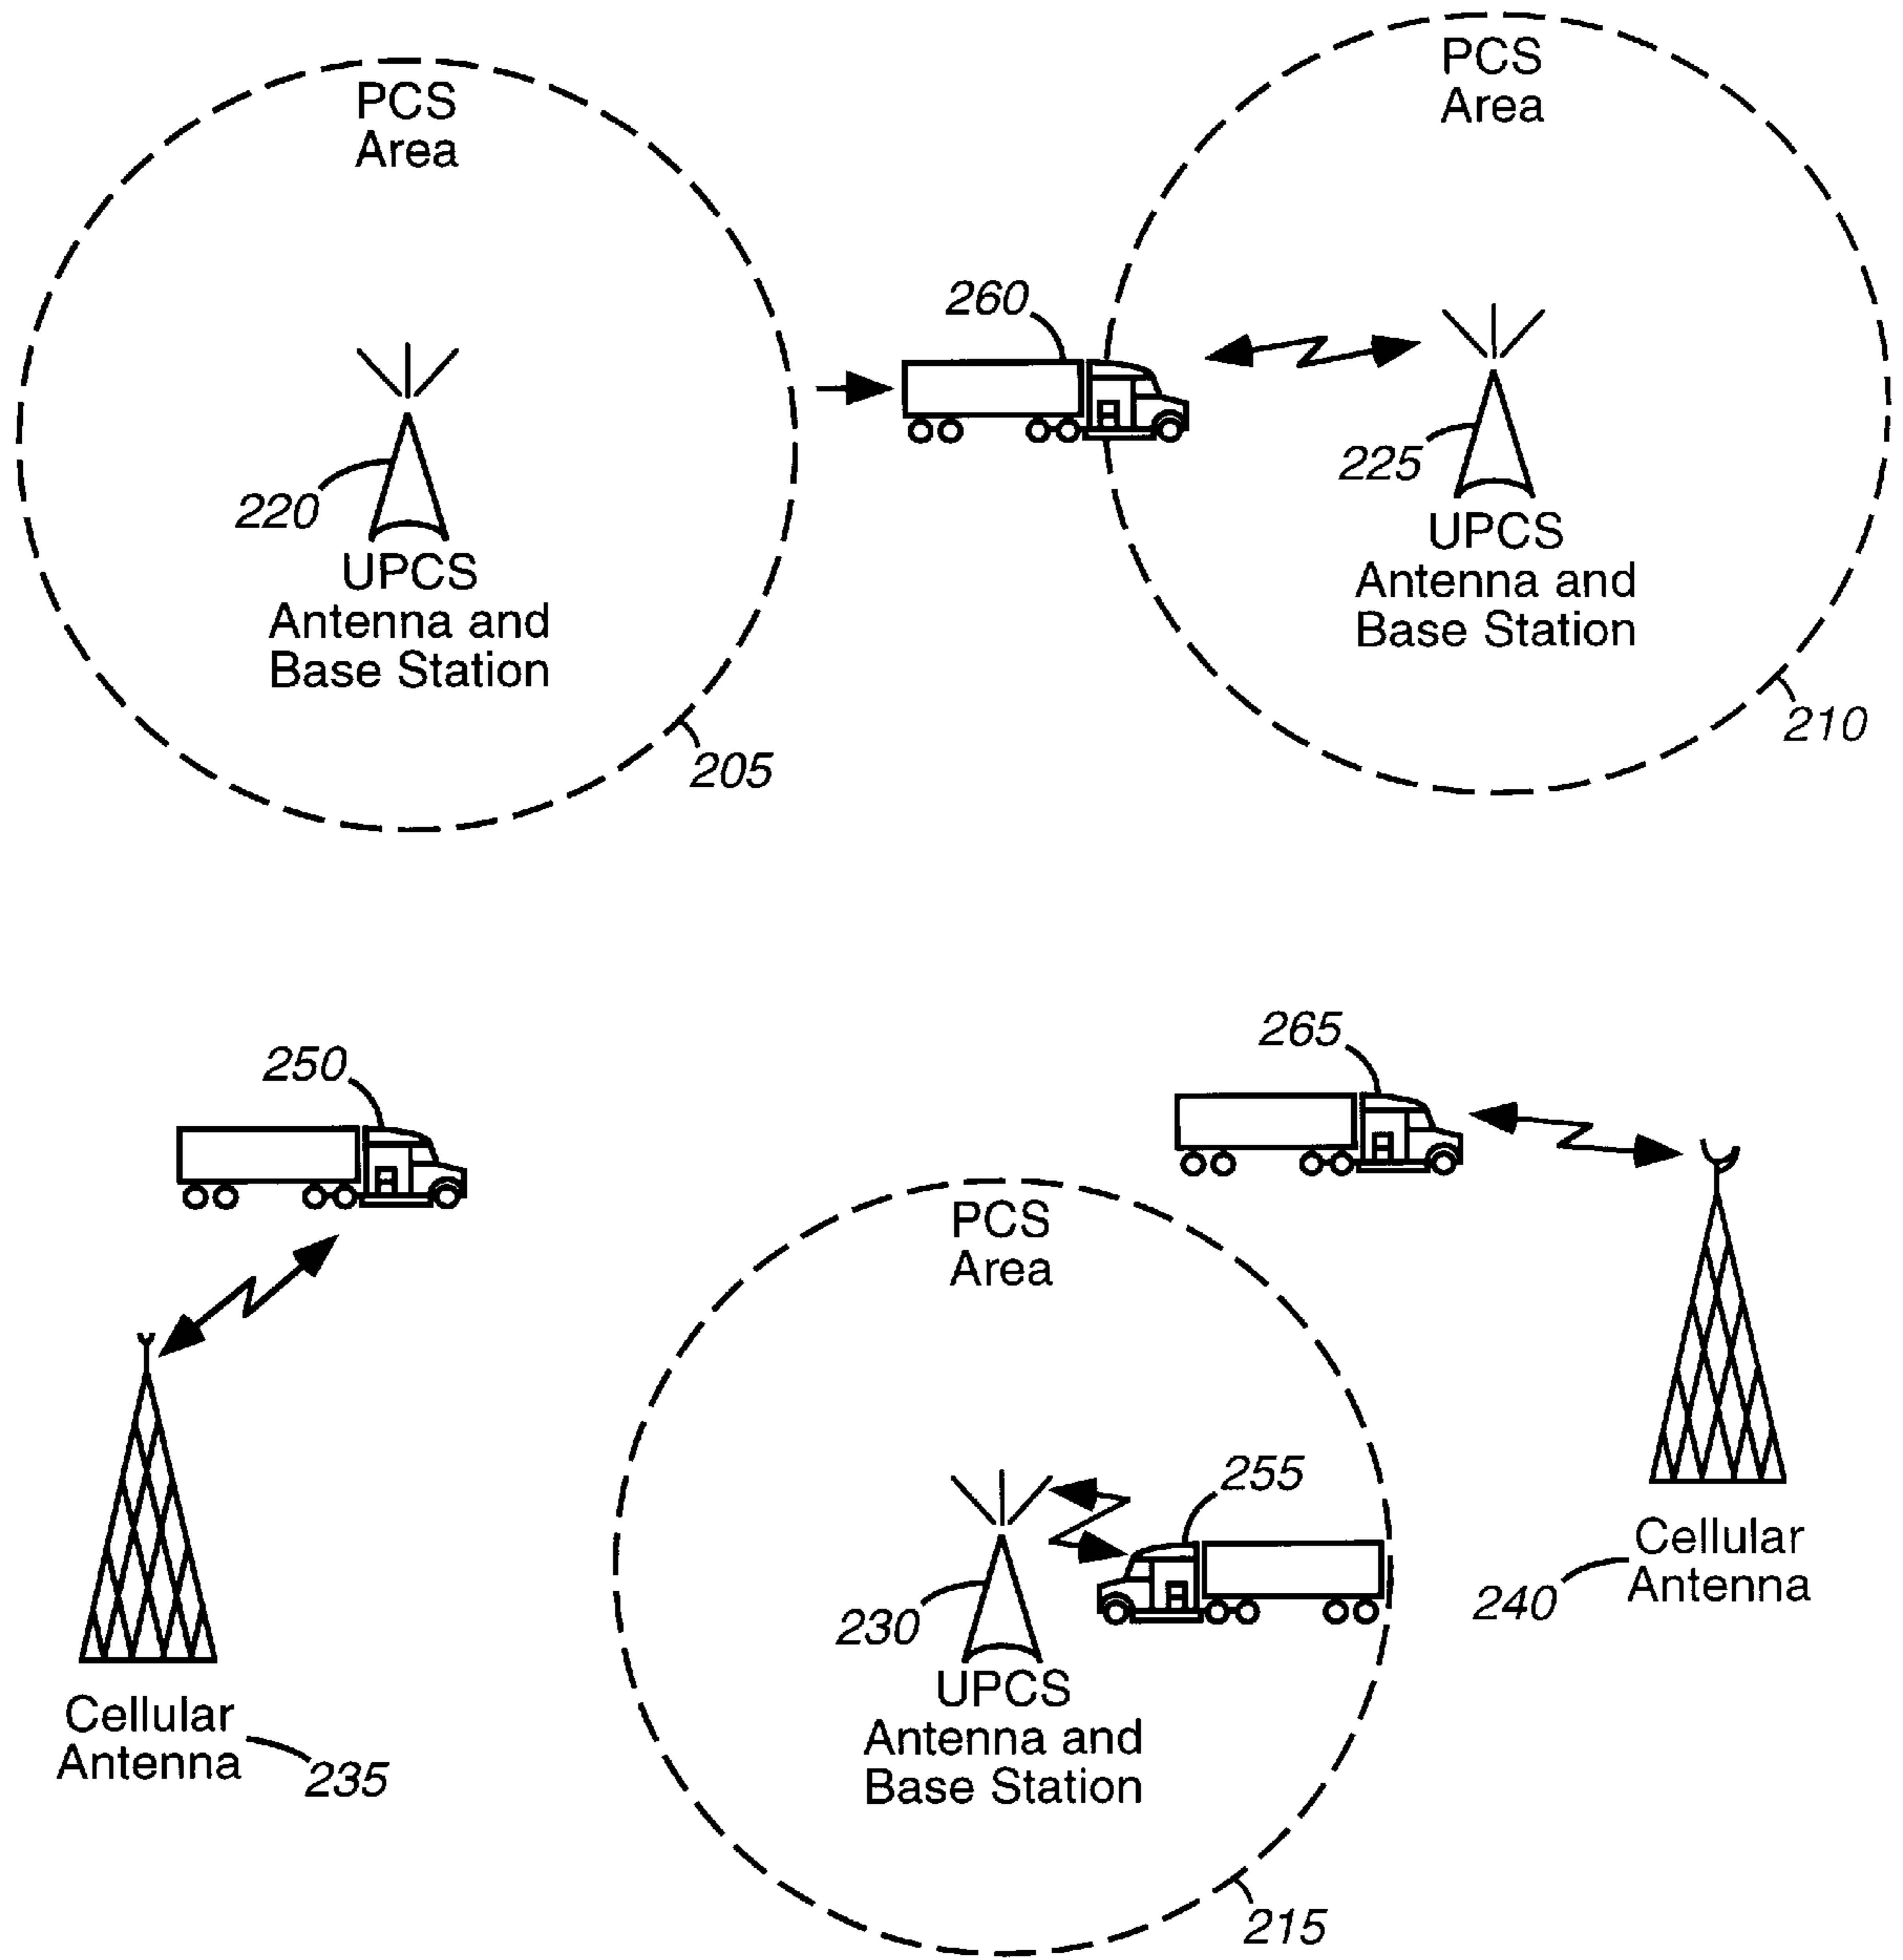 PCS
Area
PCS
Area
260
220
225
UPCS
Antenna and
Base Station
UPCS
Antenna and
Base Station
205
210
250
265
PCS
Area
255
230
240
Cellular
Antenna
UPCS
Antenna and
Base Station
Cellular
Antenna
235
215